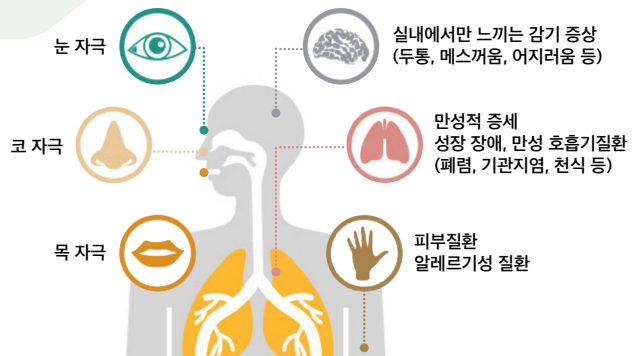 눈 자극
실내에서만 느끼는 감기 증상
(두통, 메스꺼움, 어지러움 등)
코 자극
만성적 증세
성장 장애, 만성 호흡기질환
(폐렴, 기관지염, 천식 등)
목 자극
피부질환
알레르기성 질환